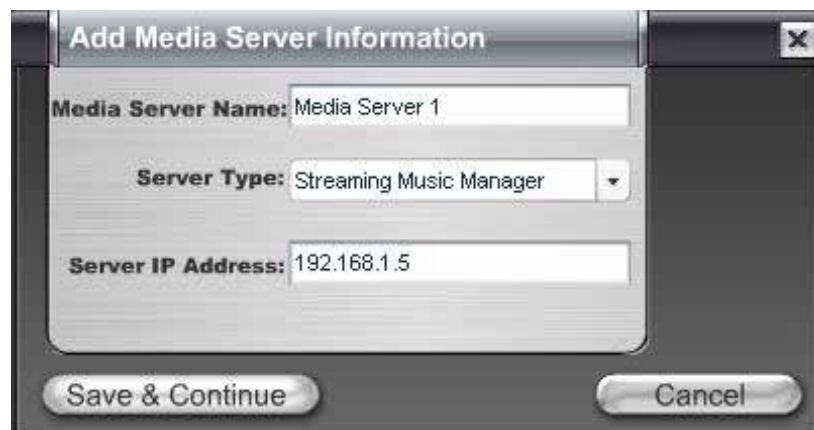 Add Media Server Information
Media Server Name: Media Server 1
Server Type: Streaming Music Manager
Server IP Address: 192.168.1.5
Save & Continue Cancel